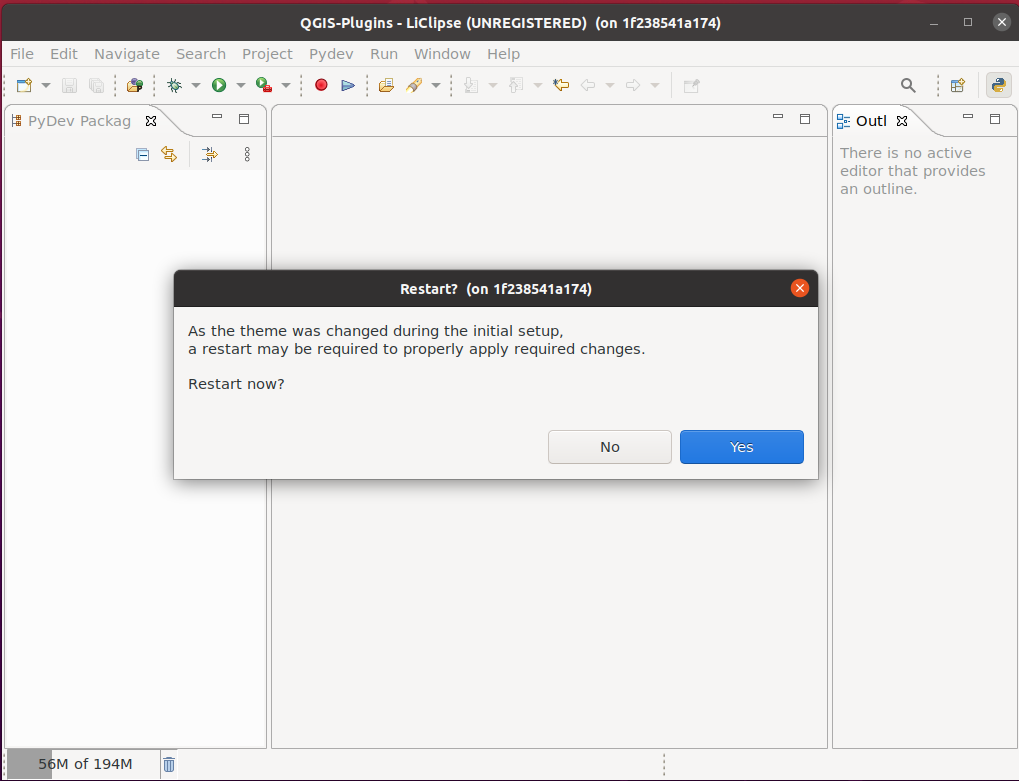 QGIS-Plugins - LiClipse (UNREGISTERED) (on 1f238541a174)
File Edit Navigate Search Project Pydev Run Window Help
PyDev Packag
Outl
There is no active
editor that provides
an outline.
Restart? (on 1f238541a174)
As the theme was changed during the initial setup,
a restart may be required to properly apply required changes.
Restart now?
No Yes
56M of 194M